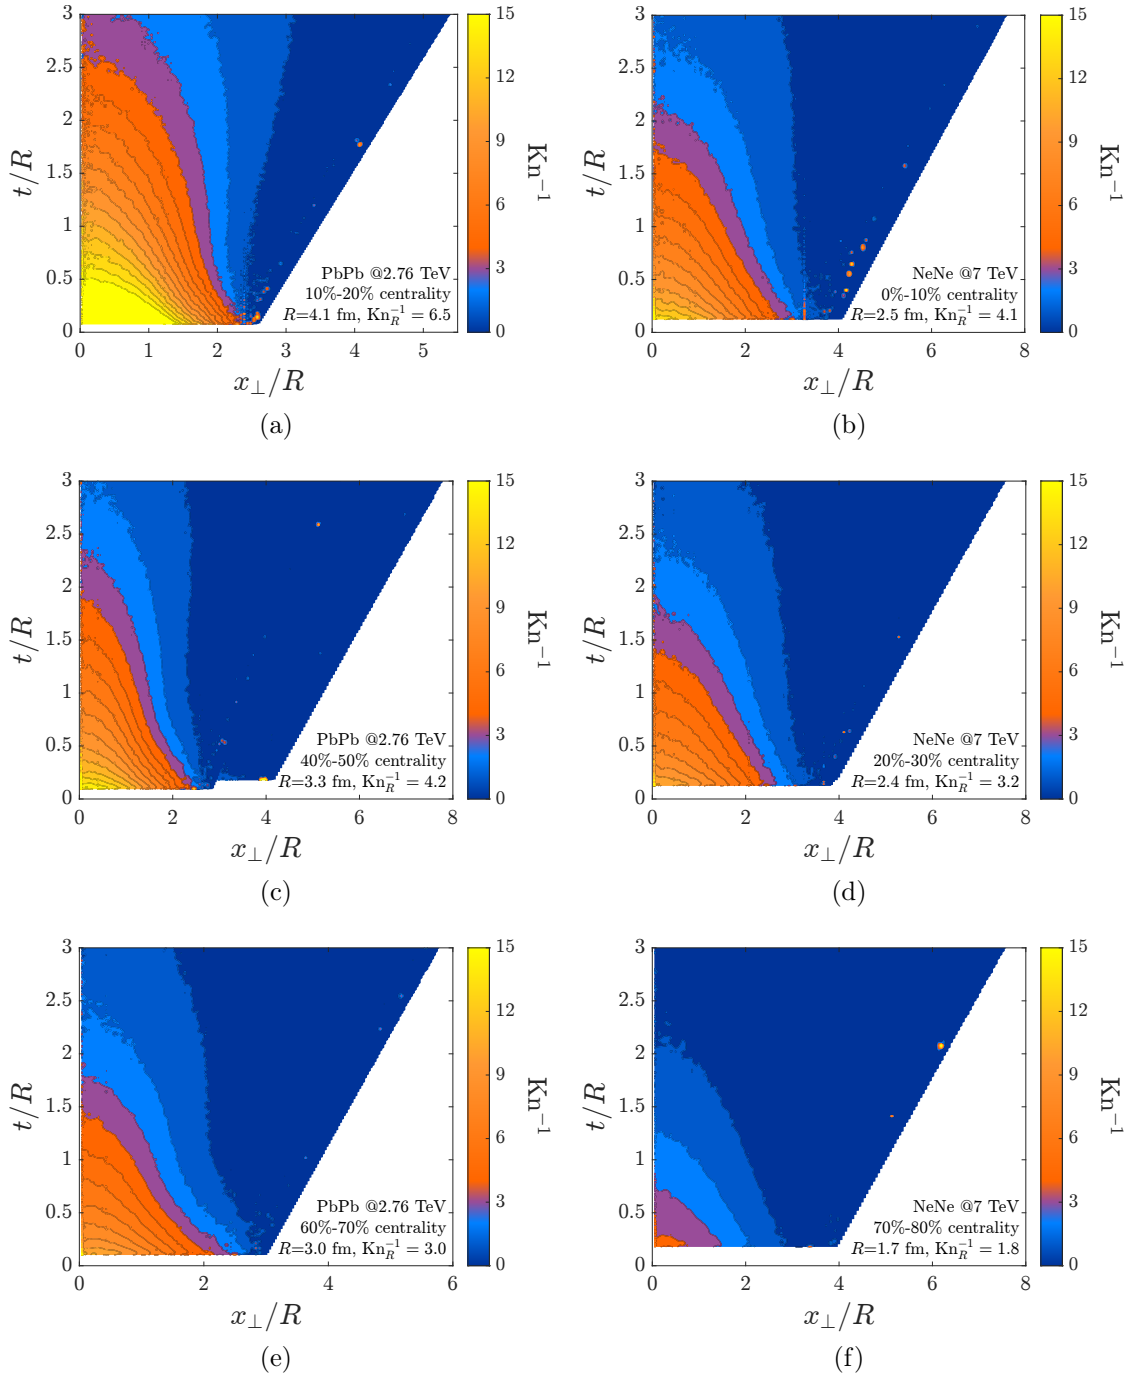 3
2.5
2
1.5
1
0.5
0
t/R
0 1 2 3 4 5
x⊥/R
PbPb @2.76 TeV
10%-20% centrality
R=4.1 fm, Kn_R^−1 = 6.5
15
12
9
6
3
0
Kn^−1
(a)
3
2.5
2
1.5
1
0.5
0
t/R
0 2 4 6 8
x⊥/R
NeNe @7 TeV
0%-10% centrality
R=2.5 fm, Kn_R^−1 = 4.1
15
12
9
6
3
0
Kn^−1
(b)
3
2.5
2
1.5
1
0.5
0
t/R
0 2 4 6 8
x⊥/R
PbPb @2.76 TeV
40%-50% centrality
R=3.3 fm, Kn_R^−1 = 4.2
15
12
9
6
3
0
Kn^−1
(c)
3
2.5
2
1.5
1
0.5
0
t/R
0 2 4 6 8
x⊥/R
NeNe @7 TeV
20%-30% centrality
R=2.4 fm, Kn_R^−1 = 3.2
15
12
9
6
3
0
Kn^−1
(d)
3
2.5
2
1.5
1
0.5
0
t/R
0 2 4 6
x⊥/R
PbPb @2.76 TeV
60%-70% centrality
R=3.0 fm, Kn_R^−1 = 3.0
15
12
9
6
3
0
Kn^−1
(e)
3
2.5
2
1.5
1
0.5
0
t/R
0 2 4 6 8
x⊥/R
NeNe @7 TeV
70%-80% centrality
R=1.7 fm, Kn_R^−1 = 1.8
15
12
9
6
3
0
Kn^−1
(f)